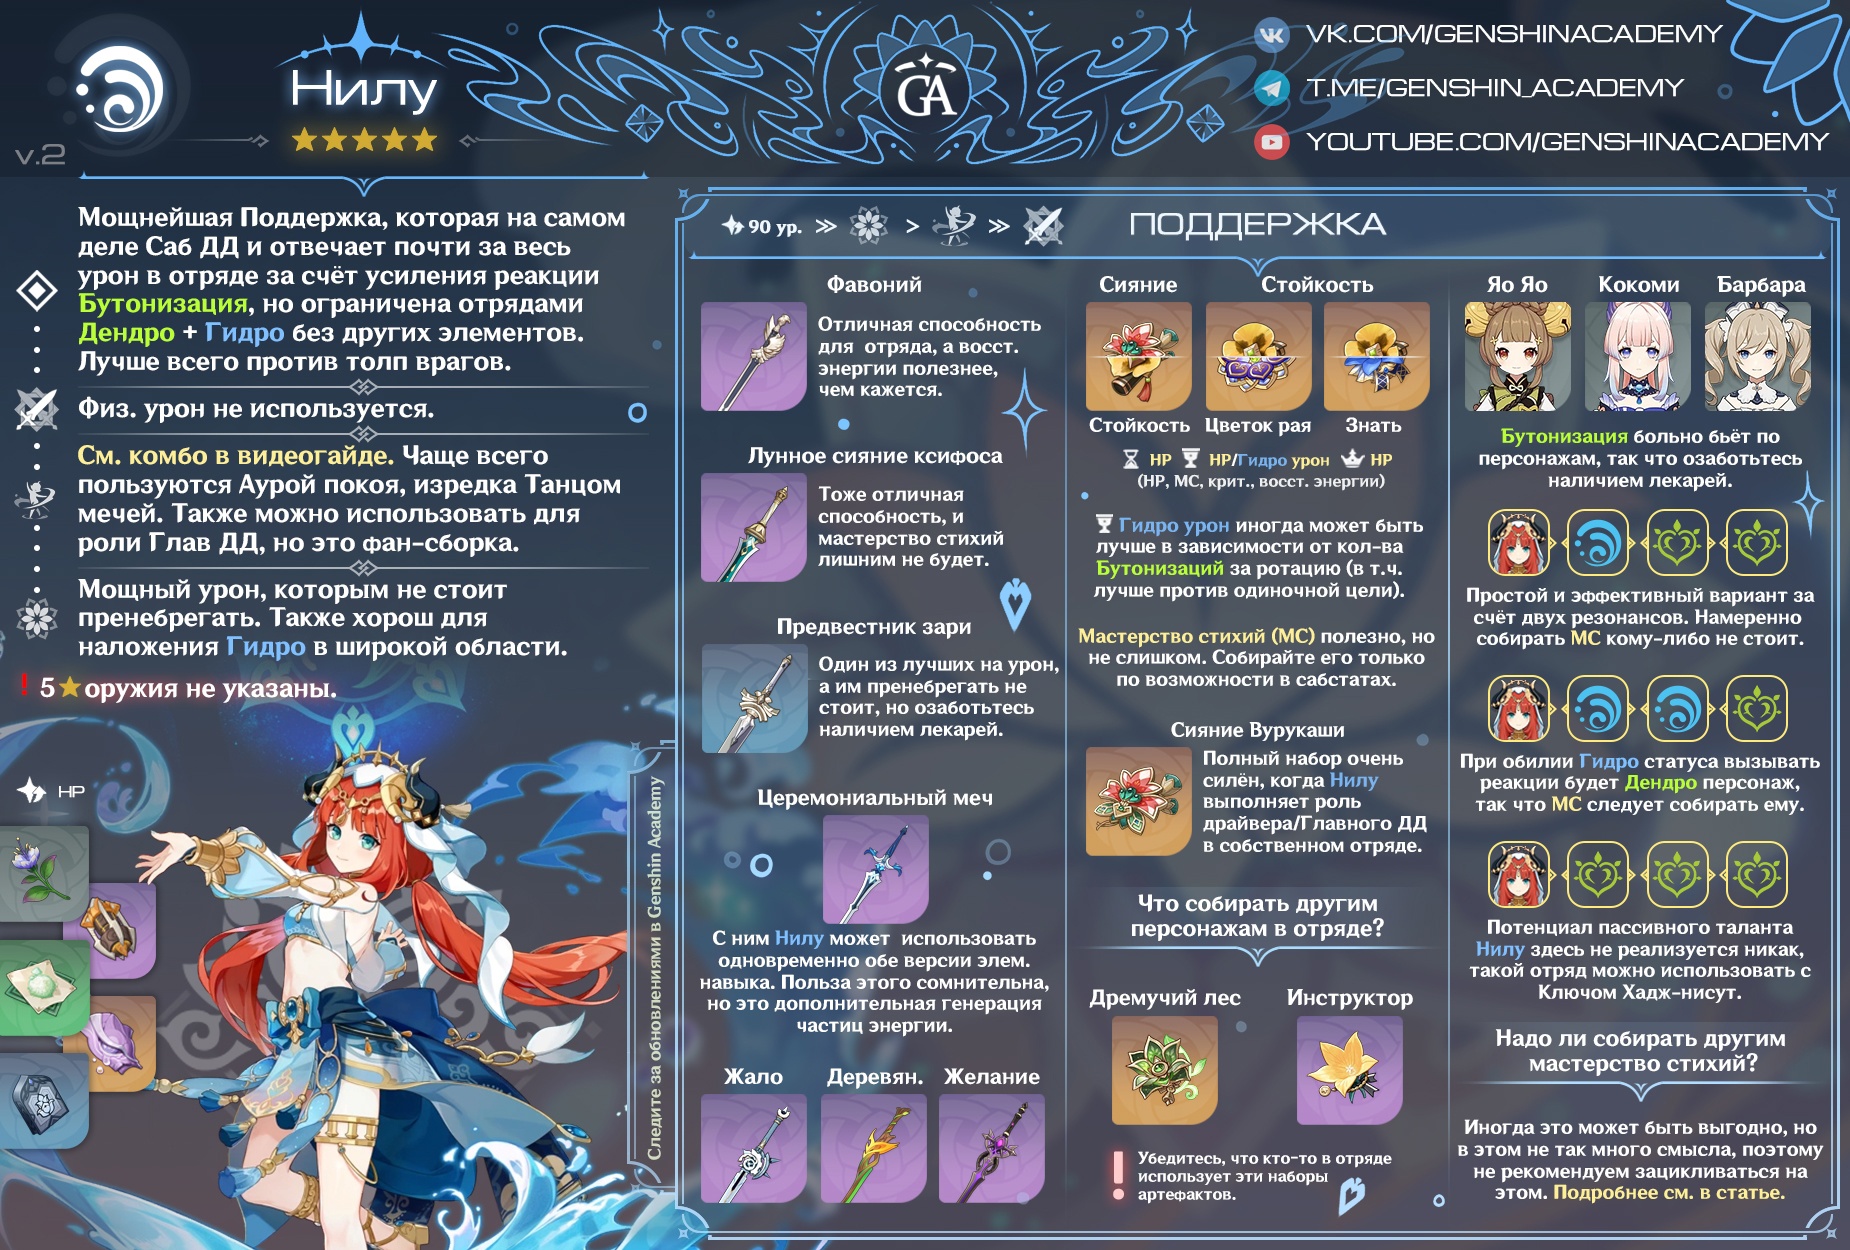 Нилу
v.2
GA
VK.COM/GENSHINACADEMY
T.ME/GENSHIN_ACADEMY
YOUTUBE.COM/GENSHINACADEMY
Мощнейшая Поддержка, которая на самом
деле Саб ДД и отвечает почти за весь
урон в отряде за счёт усиления реакции
Бутонизация, но ограничена отрядами
Дендро + Гидро без других элементов.
Лучше всего против толп врагов.
Физ. урон не используется.
См. комбо в видеогайде. Чаще всего
пользуются Аурой покоя, изредка Танцом
мечей. Также можно использовать для
роли Глав ДД, но это фан-сборка.
Мощный урон, которым не стоит
пренебрегать. Также хорош для
наложения Гидро в широкой области.
! 5 оружия не указаны.
HP
Следите за обновлениями в Genshin Academy
90 ур. >> > >>
ПОДДЕРЖКА
Фавоний
Отличная способность
для отряда, а восст.
энергии полезнее,
чем кажется.
Лунное сияние ксифоса
Тоже отличная
способность, и
мастерство стихий
лишним не будет.
Предвестник зари
Один из лучших на урон,
а им пренебрегать не
стоит, но озаботьтесь
наличием лекарей.
Церемониальный меч
С ним Нилу может использовать
одновременно обе версии элем.
навыка. Польза этого сомнительна,
но это дополнительная генерация
частиц энергии.
Жало Деревян. Желание
Сияние Стойкость
Стойкость Цветок рая Знать
HP HP/Гидро урон HP
(HP, МС, крит., восст. энергии)
Гидро урон иногда может быть
лучше в зависимости от кол-ва
Бутонизаций за ротацию (в т.ч.
лучше против одиночной цели).
Мастерство стихий (МС) полезно, но
не слишком. Собирайте его только
по возможности в сабстатах.
Сияние Вурукаши
Полный набор очень
силён, когда Нилу
выполняет роль
драйвера/Главного ДД
в собственном отряде.
Что собирать другим
персонажам в отряде?
Дремучий лес Инструктор
Убедитесь, что кто-то в отряде
использует эти наборы
артефактов.
Яо Яо Кокоми Барбара
Бутонизация больно бьёт по
персонажам, так что озаботьтесь
наличием лекарей.
Простой и эффективный вариант за
счёт двух резонансов. Намеренно
собирать МС кому-либо не стоит.
При обилии Гидро статуса вызывать
реакции будет Дендро персонаж,
так что МС следует собирать ему.
Потенциал пассивного таланта
Нилу здесь не реализуется никак,
такой отряд можно использовать с
Ключом Хадж-нисут.
Надо ли собирать другим
мастерство стихий?
Иногда это может быть выгодно, но
в этом не так много смысла, поэтому
не рекомендуем зацикливаться на
этом. Подробнее см. в статье.